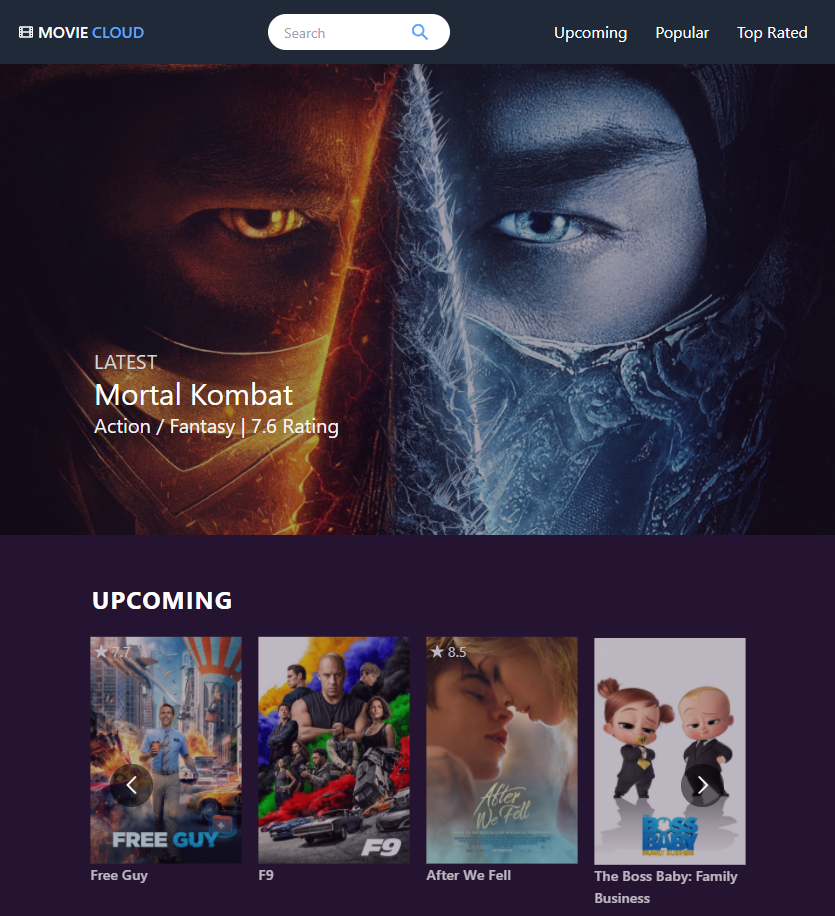 MOVIE CLOUD
Search
Upcoming
Popular
Top Rated
LATEST
Mortal Kombat
Action / Fantasy | 7.6 Rating
UPCOMING
★ 7.7
★ 8.5
FREE GUY
F9
After
We Fell
BOSS
BABY
FAMILY BUSINESS
Free Guy
F9
After We Fell
The Boss Baby: Family
Business